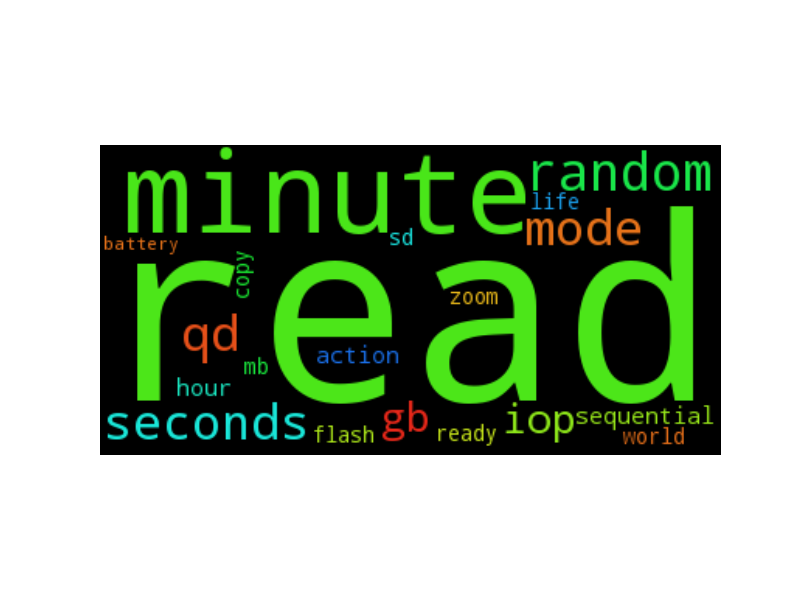 minute
random
life
mode
sd
battery
copy
read
zoom
qd
action
mb
hour
seconds
flash
gb
ready
iop
sequential
world